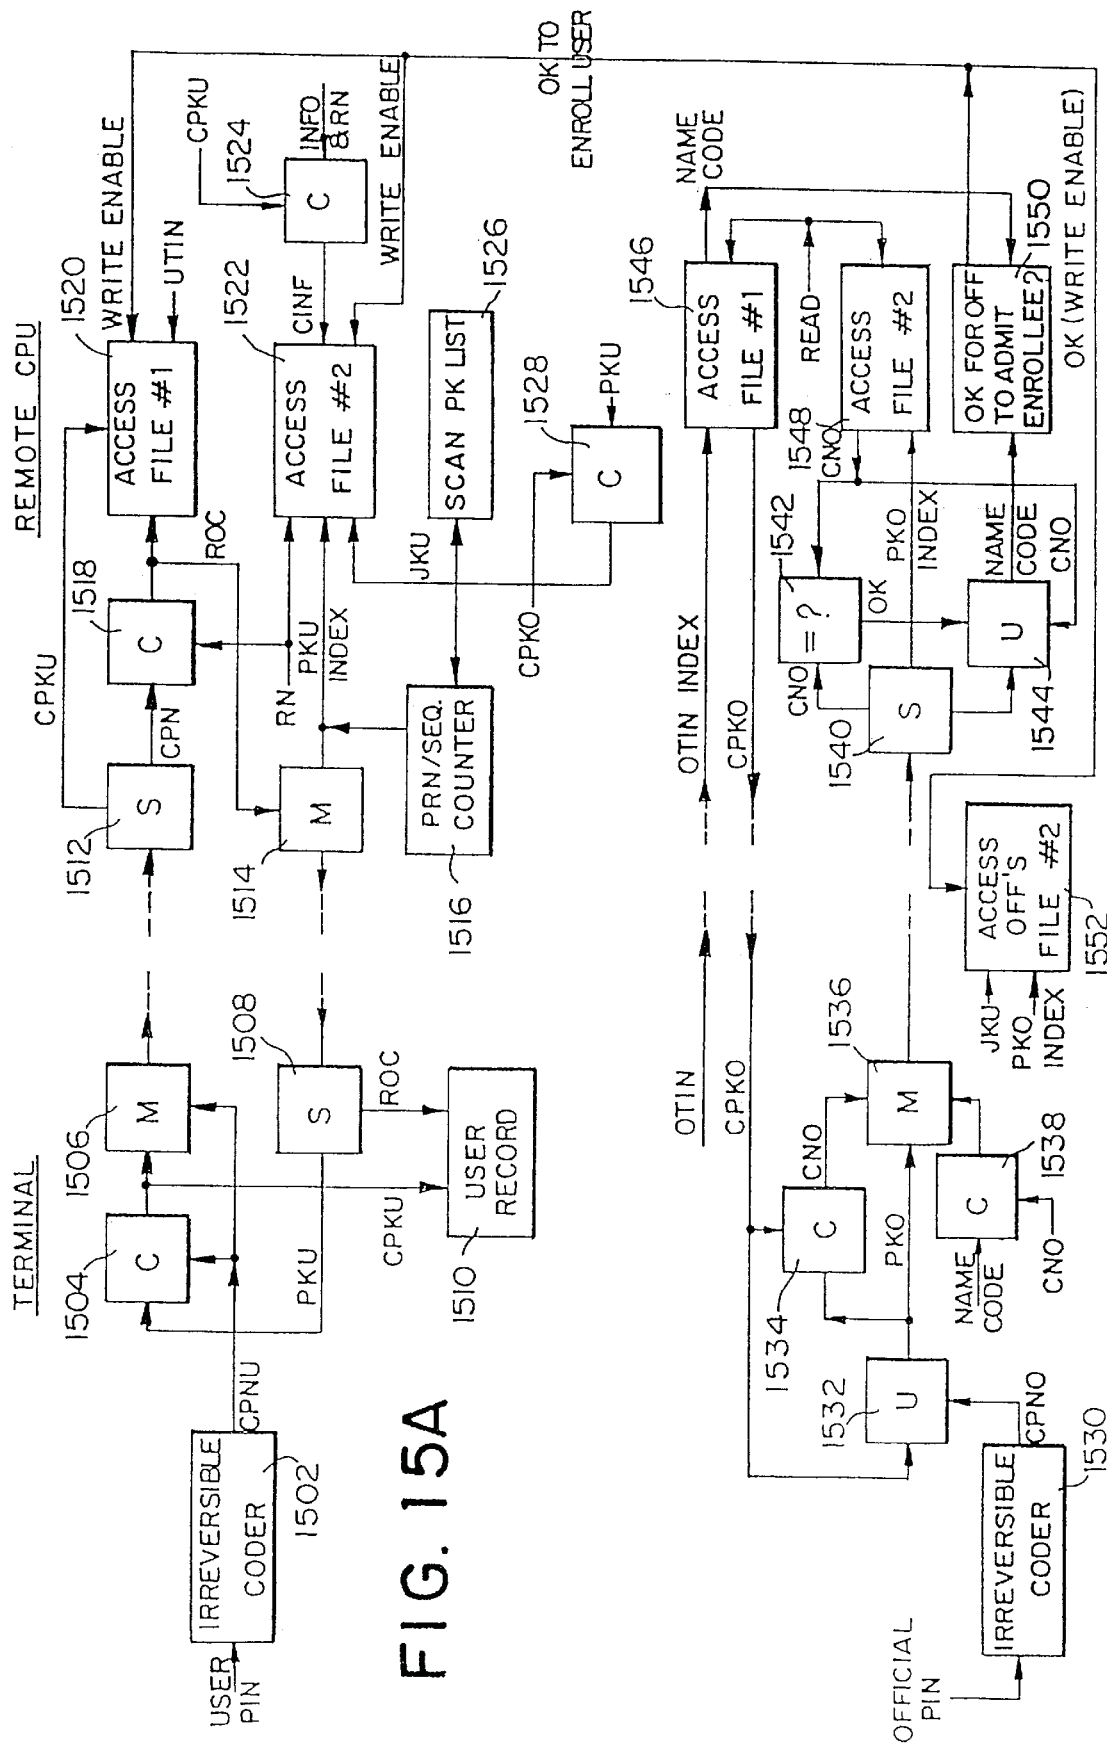 TERMINAL
REMOTE CPU
USER
PIN
IRREVERSIBLE
CODER
1502
CPNU
1504
C
1506
M
PKU
CPKU
1508
S
ROC
1510
USER
RECORD
1512
S
CPKU
CPN
1514
M
1516
PRN/SEQ.
COUNTER
1518
C
ROC
RN
PKU
INDEX
JKU
1520
ACCESS
FILE #1
WRITE ENABLE
UTIN
1522
ACCESS
FILE #2
CINF
CPKU
1524
C
INFO
&RN
WRITE ENABLE
1526
SCAN PK LIST
1528
C
CPKO
PKU
OK TO
ENROLL USER
FIG. 15A
OFFICIAL
PIN
IRREVERSIBLE
CODER
1530
CPNO
1532
U
1534
C
CNO
PKO
1536
M
1538
C
NAME
CODE
CNO
OTIN
CPKO
OTIN INDEX
CPKO
1540
S
CNO
1542
= ?
OK
PKO
INDEX
1544
U
NAME
CODE
CNO
1546
ACCESS
FILE #1
NAME
CODE
READ
1548
CNO
ACCESS
FILE #2
1550
OK FOR OFF
TO ADMIT
ENROLLEE?
OK (WRITE ENABLE)
1552
ACCESS
OFF'S
FILE #2
JKU
PKO
INDEX